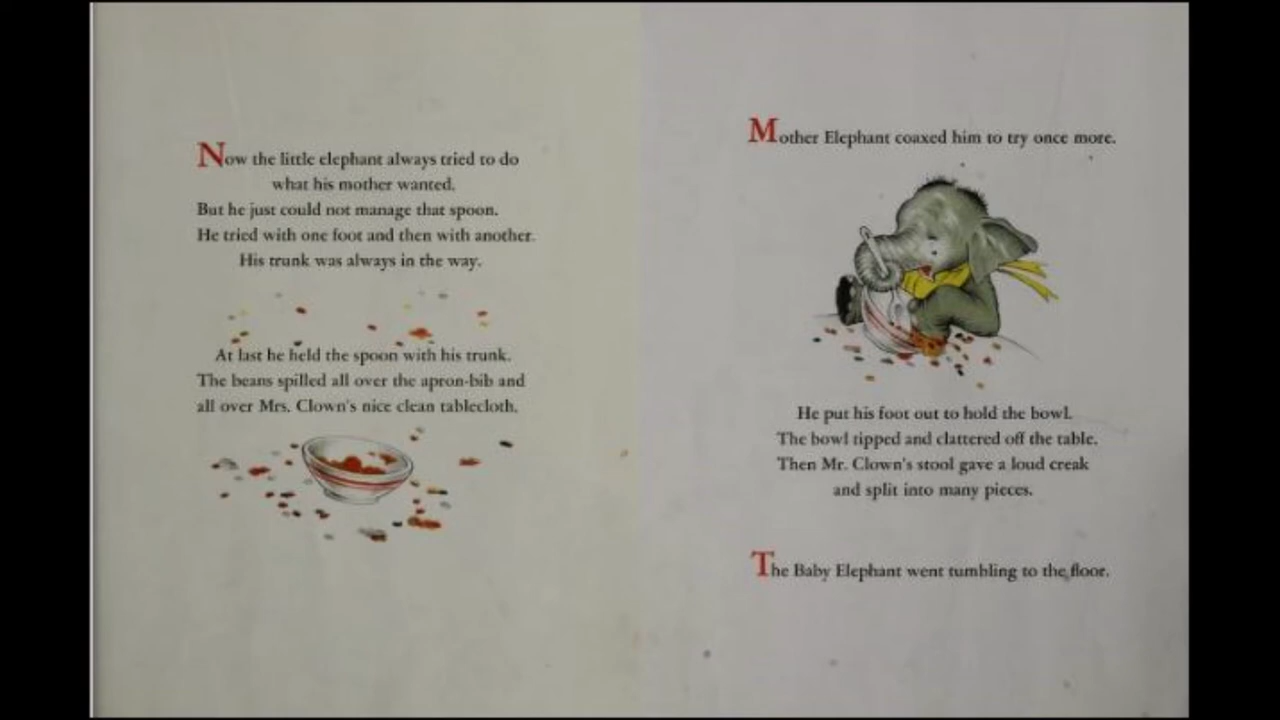 Now the little elephant always tried to do
what his mother wanted.
But he just could not manage that spoon.
He tried with one foot and then with another.
His trunk was always in the way.
At last he held the spoon with his trunk.
The beans spilled all over the apron-bib and
all over Mrs. Clown's nice clean tablecloth.
Mother Elephant coaxed him to try once more.
He put his foot out to hold the bowl.
The bowl tipped and clattered off the table.
Then Mr. Clown's stool gave a loud creak
and split into many pieces.
The Baby Elephant went tumbling to the floor.